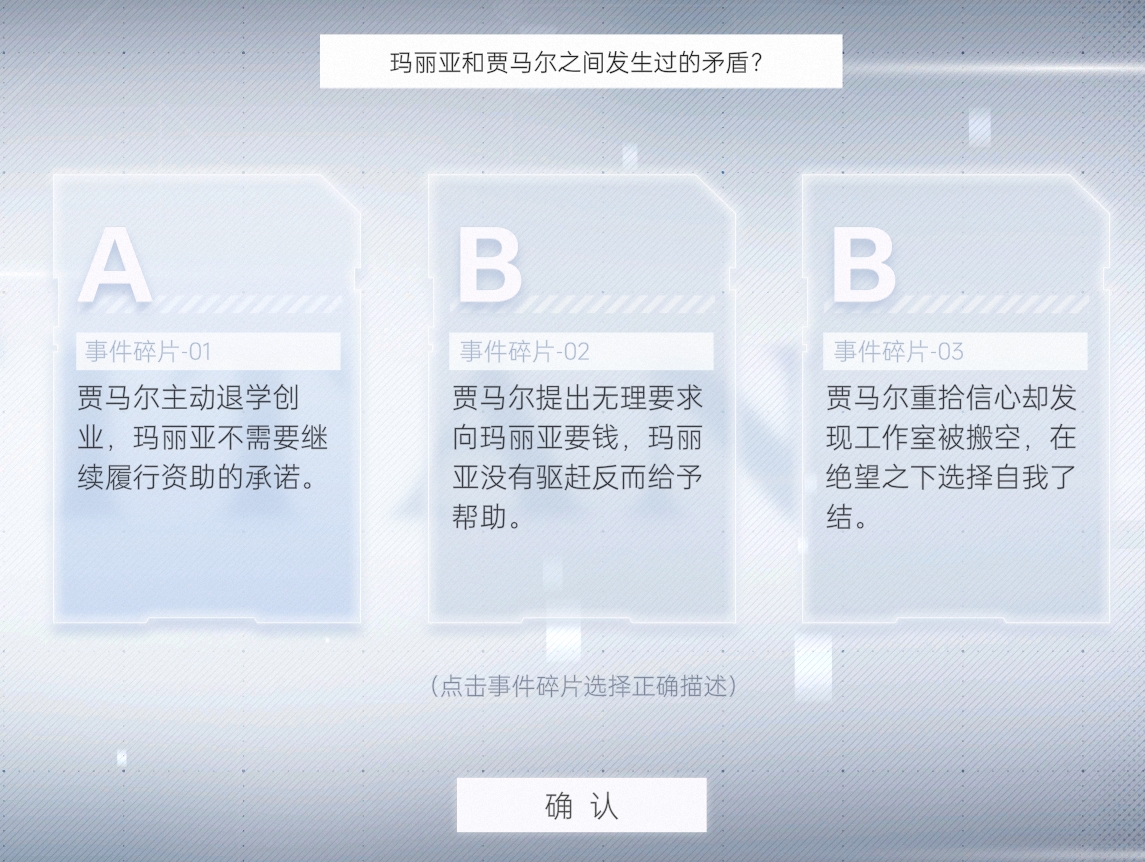 玛丽亚和贾马尔之间发生过的矛盾？
A
事件碎片-01
贾马尔主动退学创
业，玛丽亚不需要继
续履行资助的承诺。
B
事件碎片-02
贾马尔提出无理要求
向玛丽亚要钱，玛丽
亚没有驱赶反而给予
帮助。
B
事件碎片-03
贾马尔重拾信心却发
现工作室被搬空，在
绝望之下选择自我了
结。
（点击事件碎片选择正确描述）
确 认